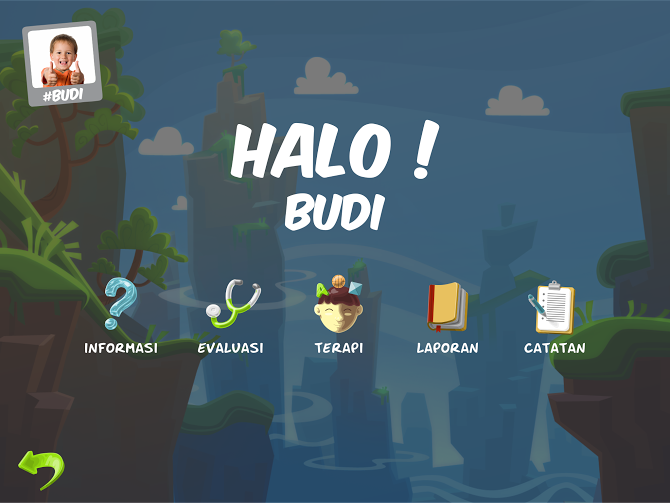 #BUDI
HALO !
BUDI
INFORMASI
EVALUASI
TERAPI
LAPORAN
CATATAN